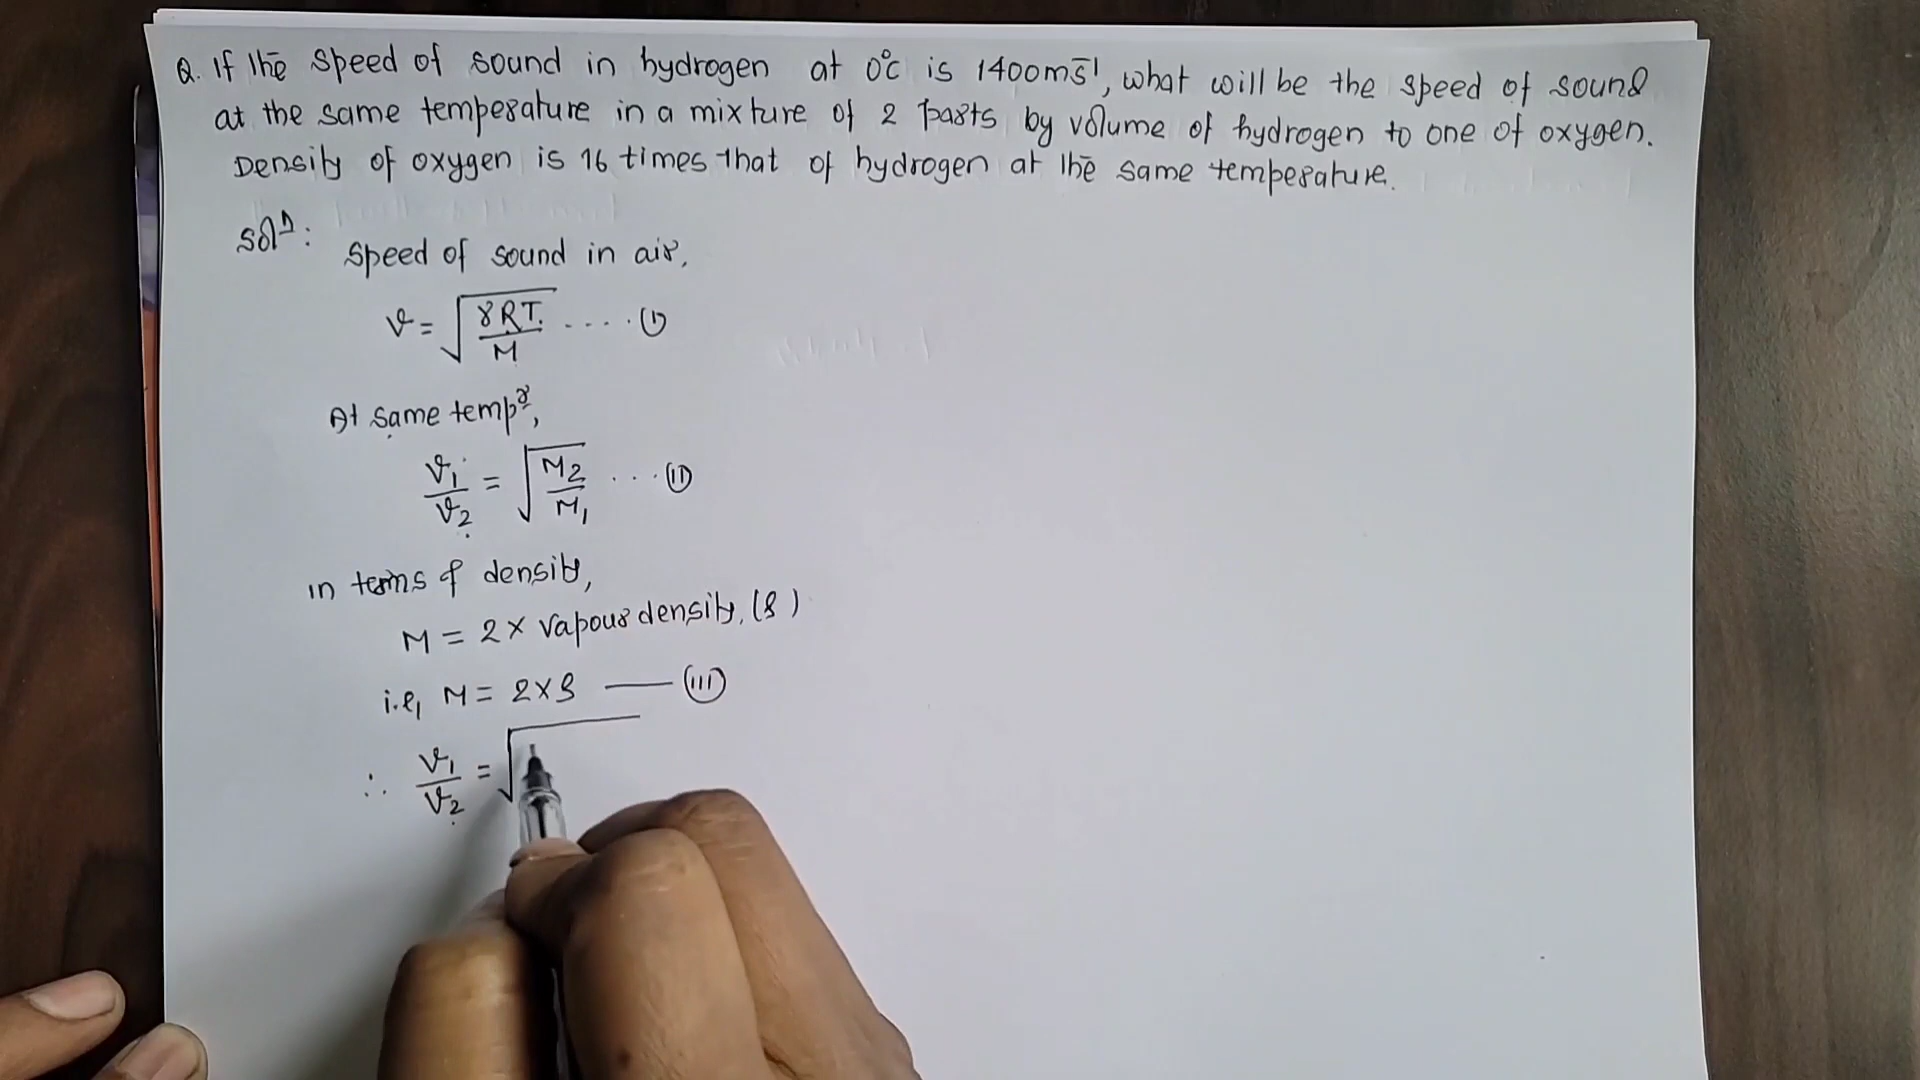 Q. If the speed of sound in hydrogen at 0°C is 1400ms⁻¹, what will be the speed of sound
at the same temperature in a mixture of 2 parts by volume of hydrogen to one of oxygen.
Density of oxygen is 16 times that of hydrogen at the same temperature.
Solⁿ:
Speed of sound in air,
v = √(γRT/M) ..... (I)
At same tempʳ,
v₁/v₂ = √(M₂/M₁) ... (II)
in terms of density,
M = 2 × vapour density, (ρ)
i.e, M = 2×ρ —— (III)
∴ v₁/v₂ = √